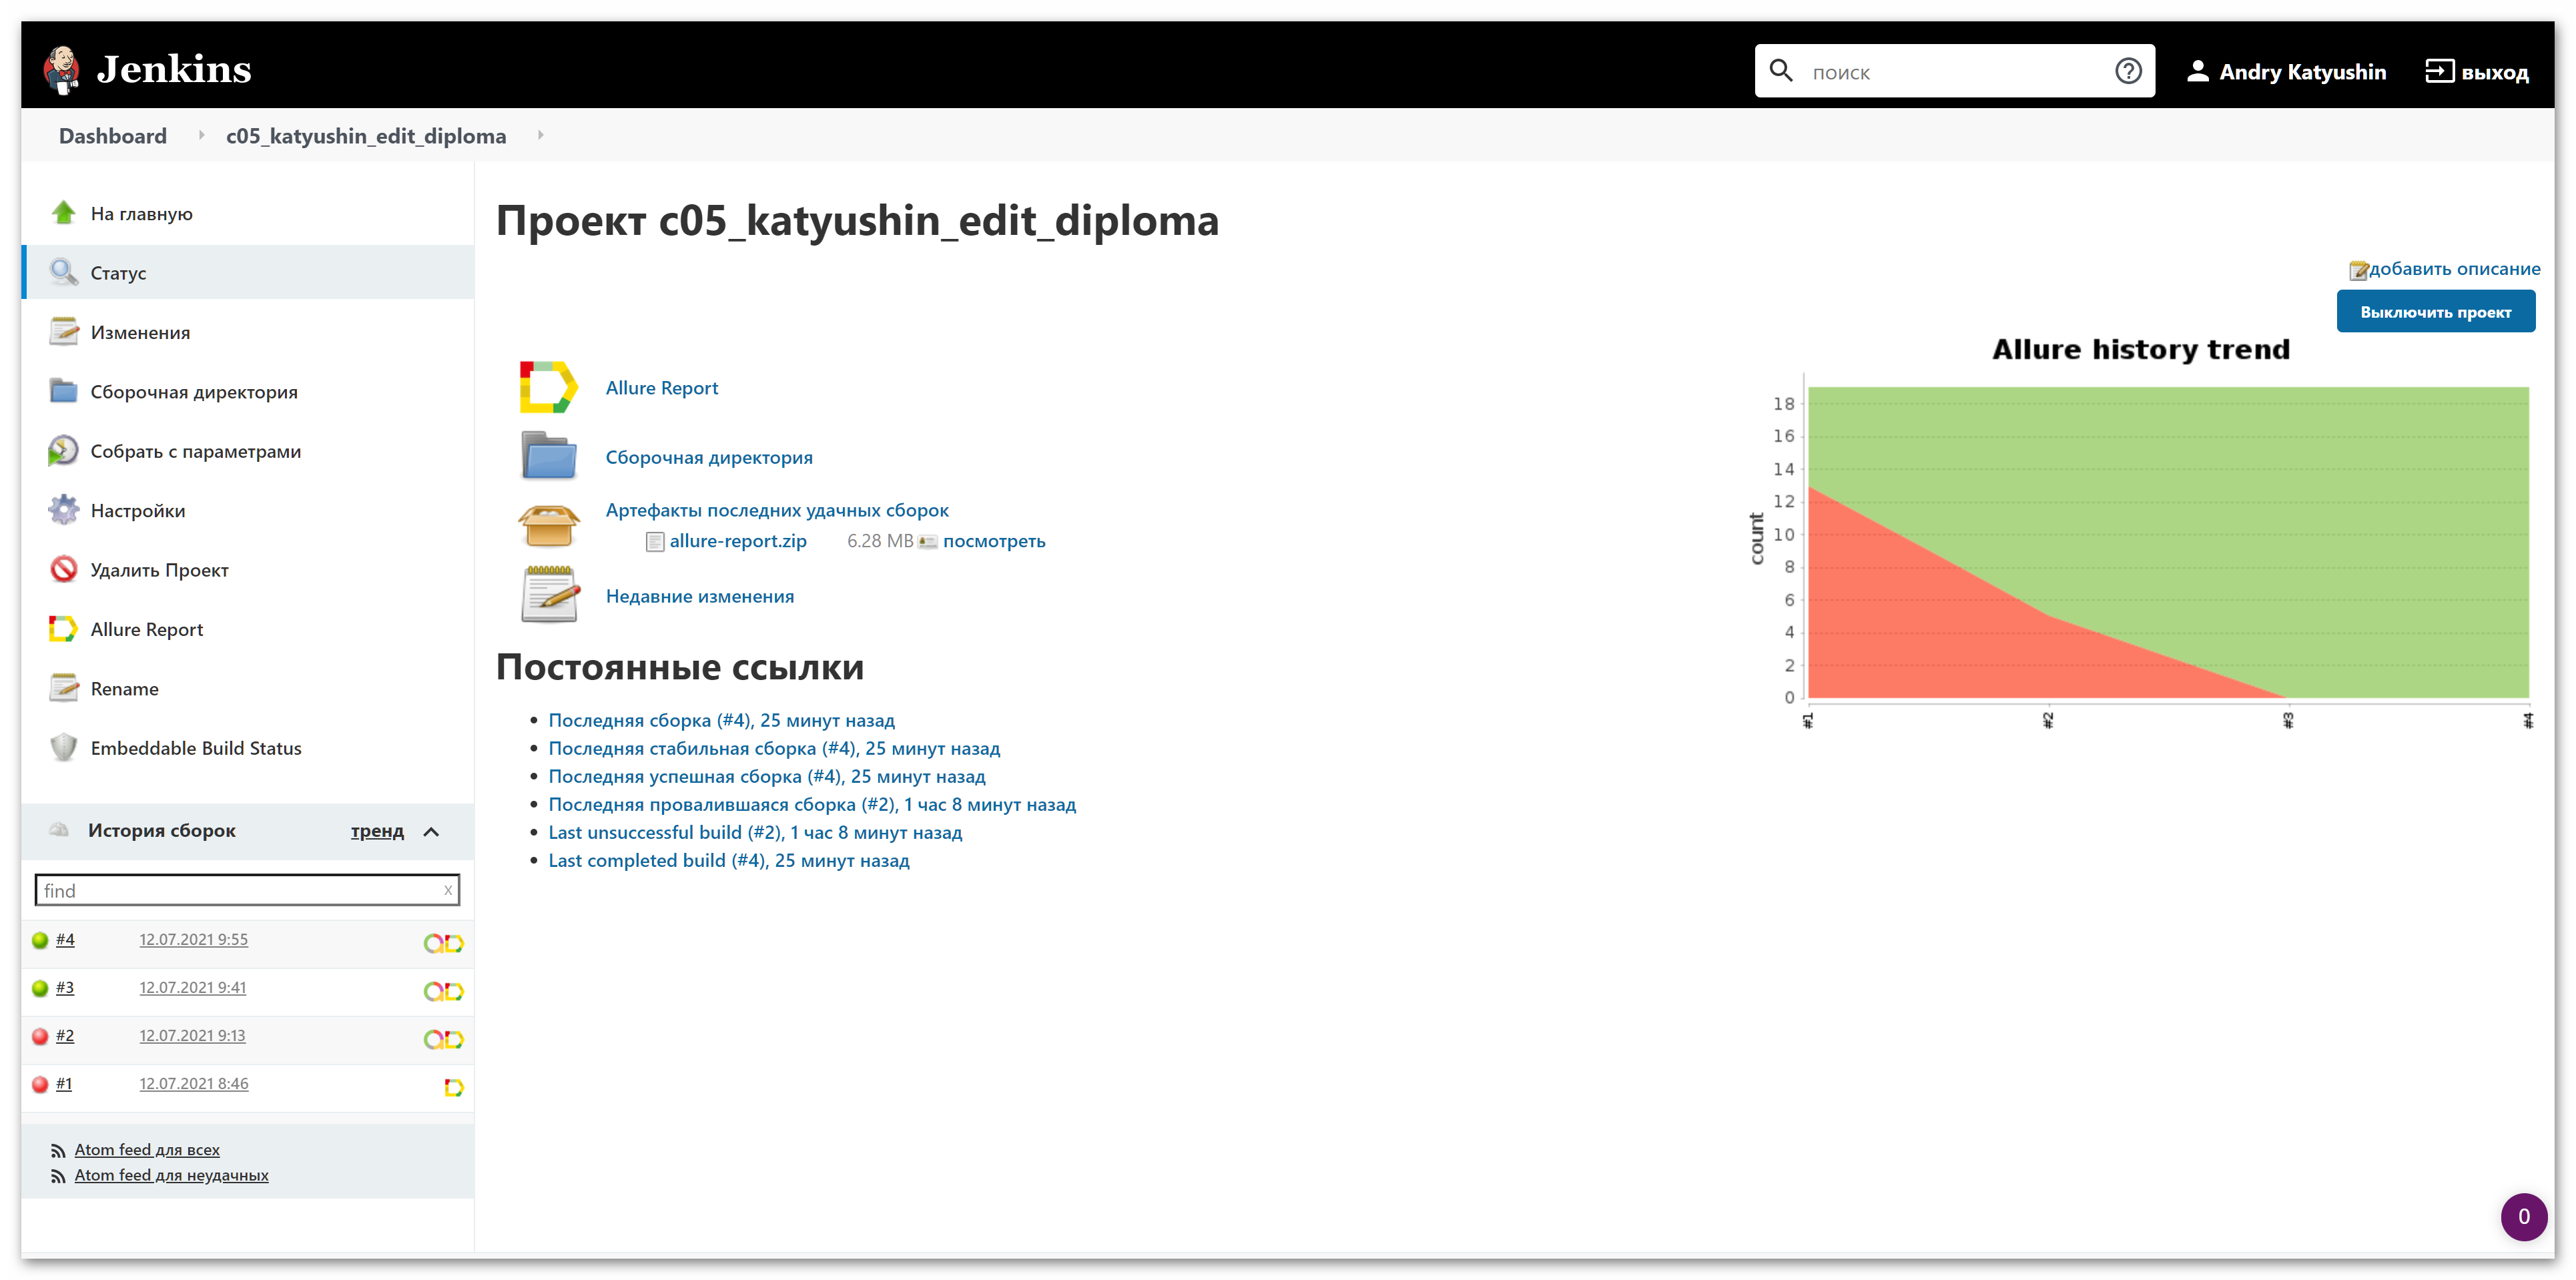 Jenkins
поиск
Andry Katyushin
выход
Dashboard
c05_katyushin_edit_diploma
На главную
Статус
Изменения
Сборочная директория
Собрать с параметрами
Настройки
Удалить Проект
Allure Report
Rename
Embeddable Build Status
История сборок
тренд
find
x
#4 12.07.2021 9:55
#3 12.07.2021 9:41
#2 12.07.2021 9:13
#1 12.07.2021 8:46
Atom feed для всех
Atom feed для неудачных
Проект c05_katyushin_edit_diploma
добавить описание
Выключить проект
Allure Report
Сборочная директория
Артефакты последних удачных сборок
allure-report.zip 6.28 MB посмотреть
Недавние изменения
Постоянные ссылки
Последняя сборка (#4), 25 минут назад
Последняя стабильная сборка (#4), 25 минут назад
Последняя успешная сборка (#4), 25 минут назад
Последняя провалившаяся сборка (#2), 1 час 8 минут назад
Last unsuccessful build (#2), 1 час 8 минут назад
Last completed build (#4), 25 минут назад
Allure history trend
count
18
16
14
12
10
8
6
4
2
0
#1 #2 #3 #4
0